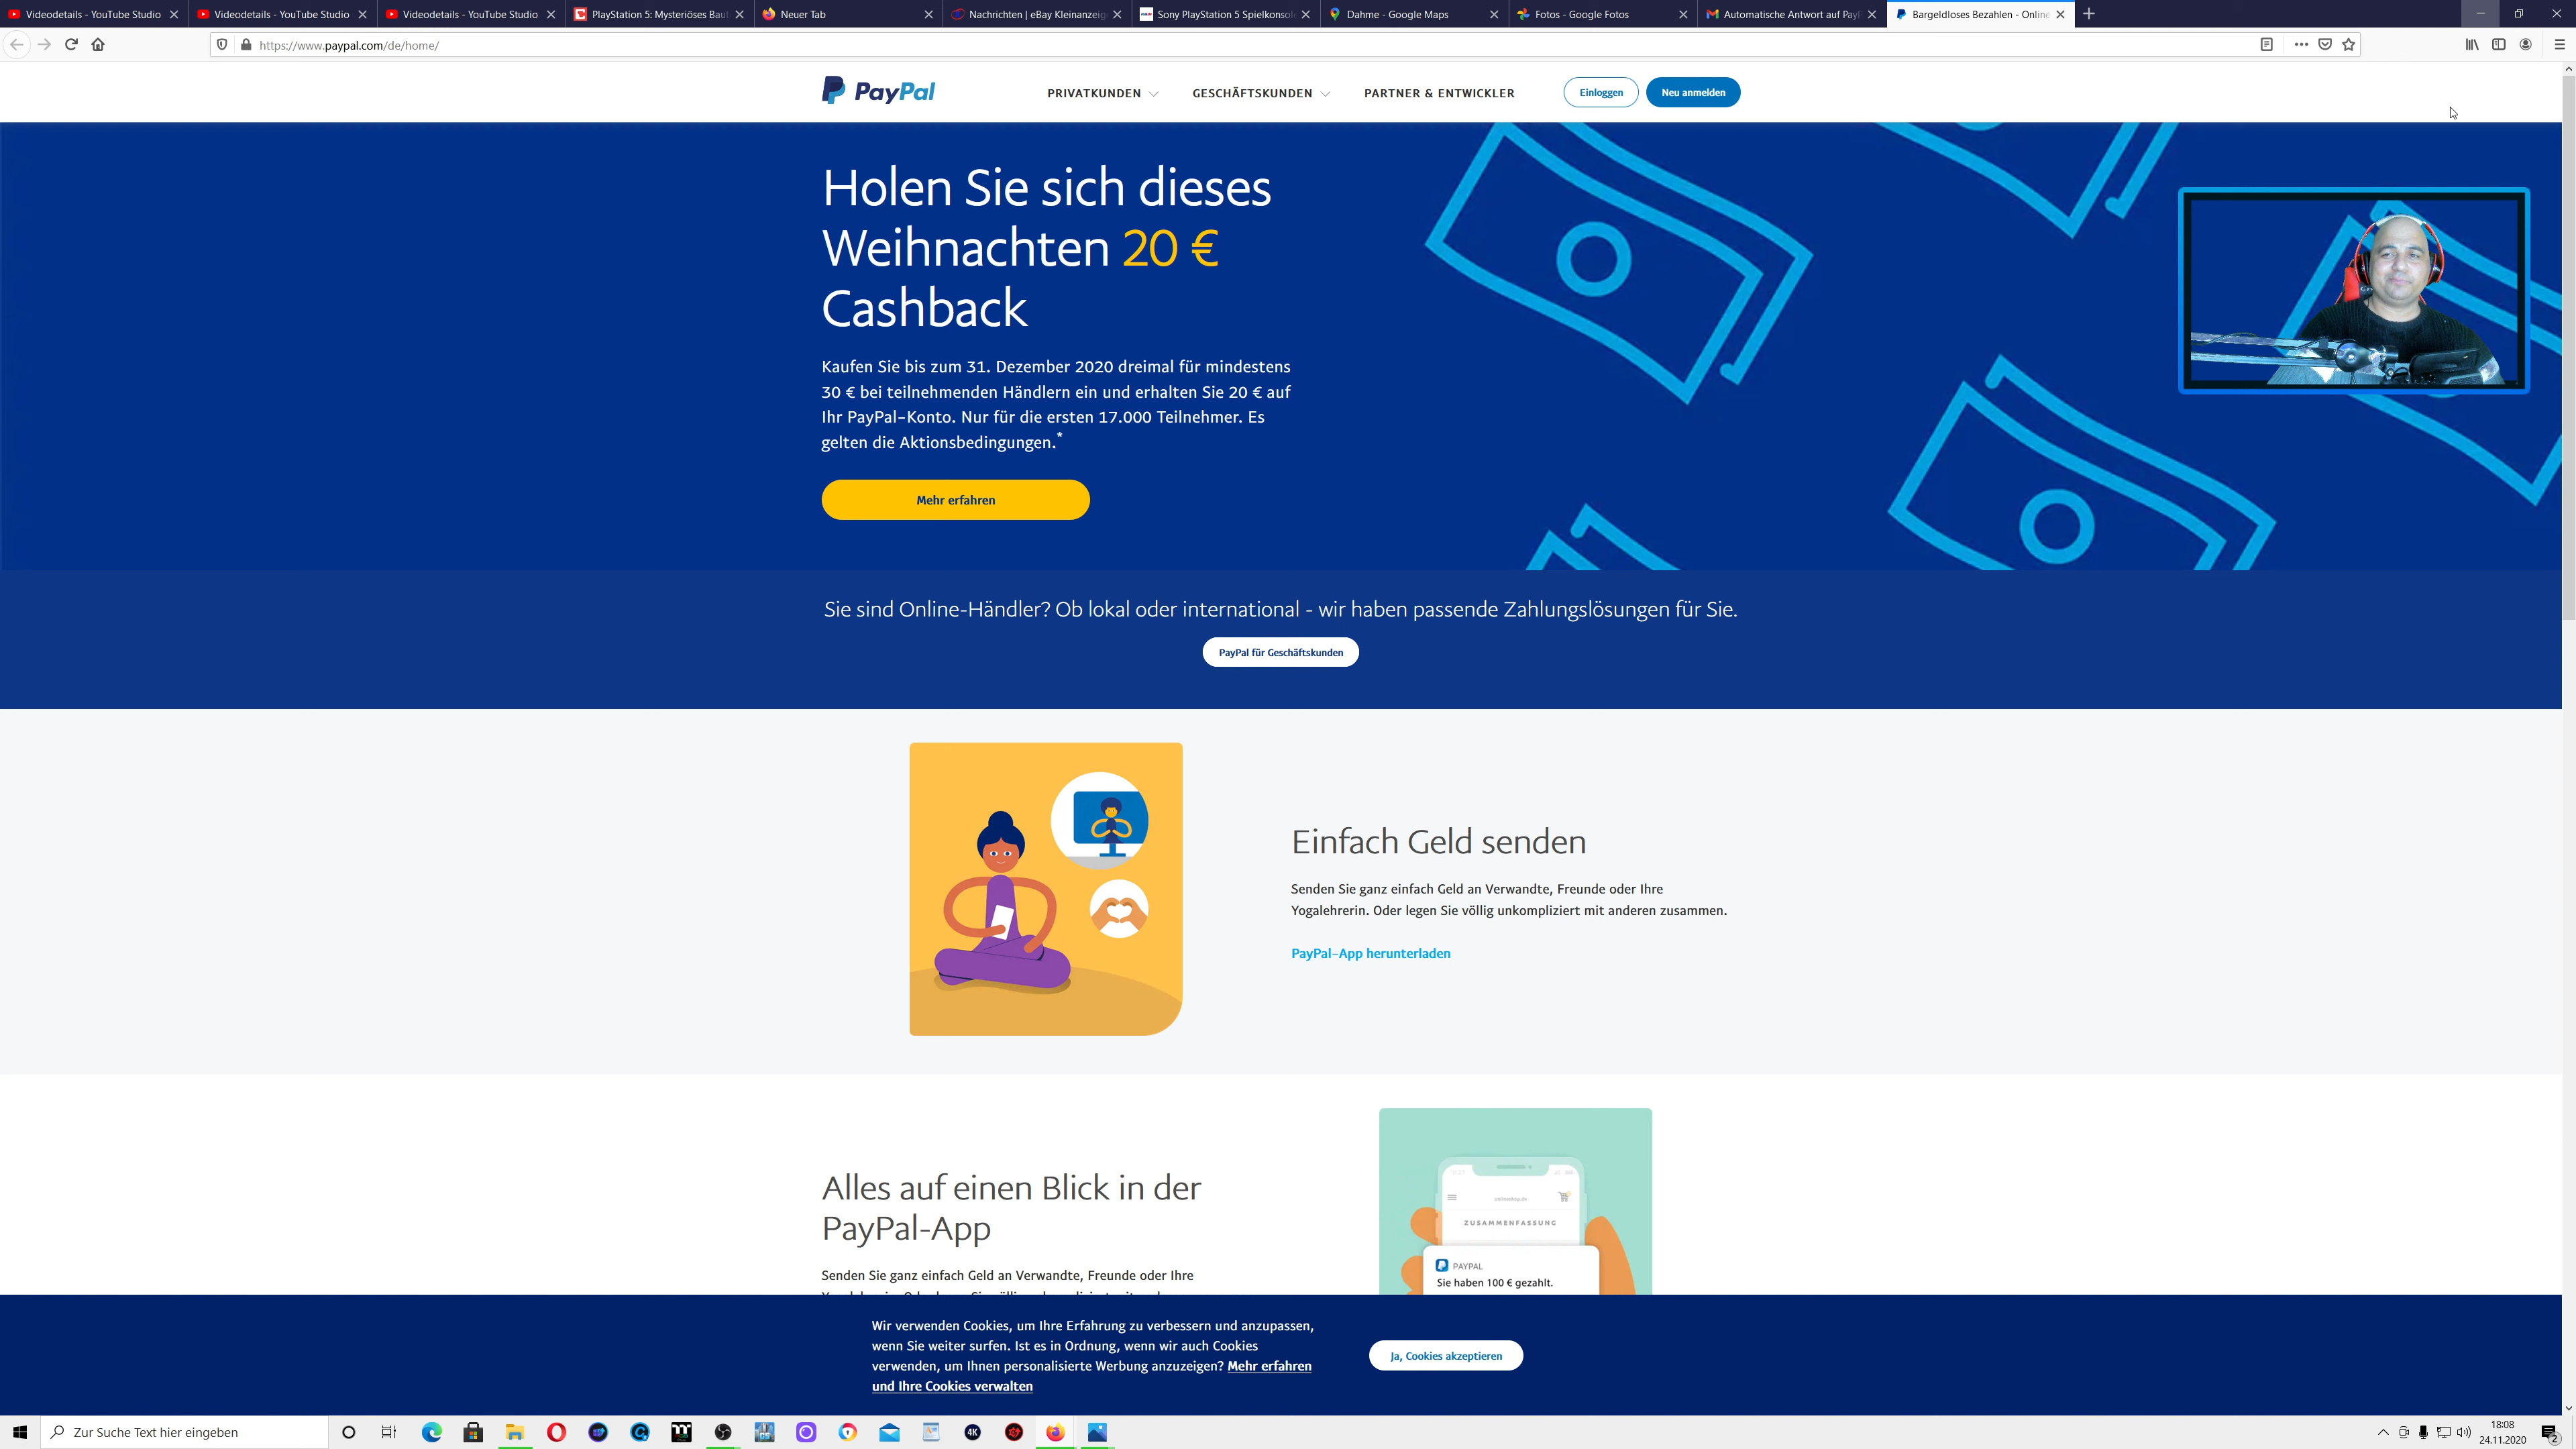 Videodetails - YouTube Studio
Videodetails - YouTube Studio
Videodetails - YouTube Studio
PlayStation 5: Mysteriöses Baut
Neuer Tab
Nachrichten | eBay Kleinanzeig
Sony PlayStation 5 Spielkonsol
Dahme - Google Maps
Fotos - Google Fotos
Automatische Antwort auf PayP
Bargeldloses Bezahlen - Online
https://www.paypal.com/de/home/
PayPal
PRIVATKUNDEN
GESCHÄFTSKUNDEN
PARTNER & ENTWICKLER
Einloggen
Neu anmelden
Holen Sie sich dieses
Weihnachten 20 €
Cashback
Kaufen Sie bis zum 31. Dezember 2020 dreimal für mindestens
30 € bei teilnehmenden Händlern ein und erhalten Sie 20 € auf
Ihr PayPal-Konto. Nur für die ersten 17.000 Teilnehmer. Es
gelten die Aktionsbedingungen.*
Mehr erfahren
Sie sind Online-Händler? Ob lokal oder international - wir haben passende Zahlungslösungen für Sie.
PayPal für Geschäftskunden
Einfach Geld senden
Senden Sie ganz einfach Geld an Verwandte, Freunde oder Ihre
Yogalehrerin. Oder legen Sie völlig unkompliziert mit anderen zusammen.
PayPal-App herunterladen
Alles auf einen Blick in der
PayPal-App
Senden Sie ganz einfach Geld an Verwandte, Freunde oder Ihre
ZUSAMMENFASSUNG
PAYPAL
Sie haben 100 € gezahlt.
Wir verwenden Cookies, um Ihre Erfahrung zu verbessern und anzupassen,
wenn Sie weiter surfen. Ist es in Ordnung, wenn wir auch Cookies
verwenden, um Ihnen personalisierte Werbung anzuzeigen? Mehr erfahren
und Ihre Cookies verwalten
Ja, Cookies akzeptieren
Zur Suche Text hier eingeben
4K
18:08
24.11.2020
2